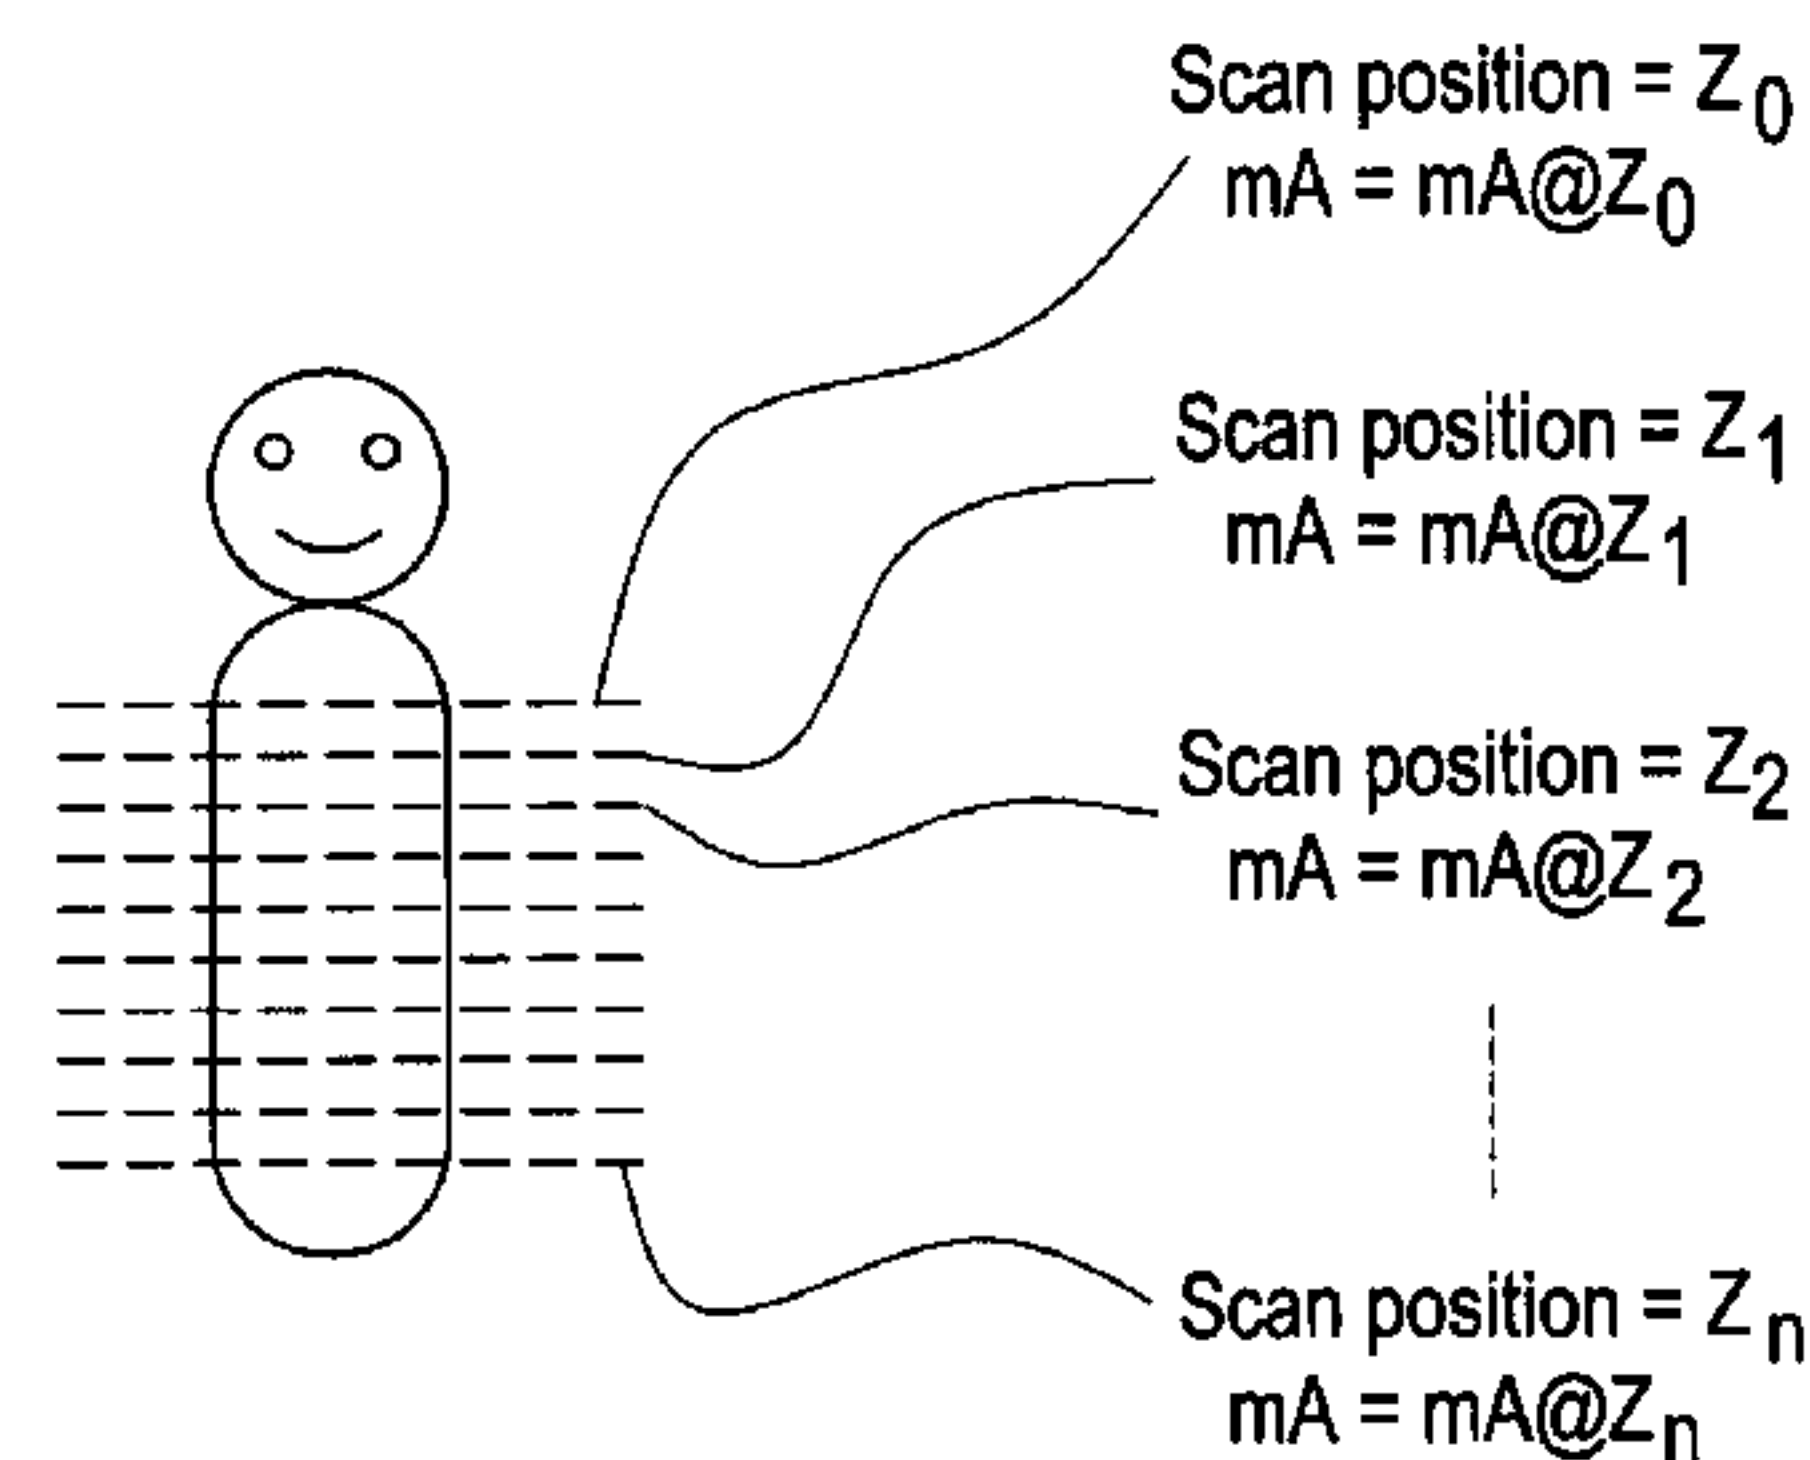 Scan position = Z₀
mA = mA@Z₀
Scan position = Z₁
mA = mA@Z₁
Scan position = Z₂
mA = mA@Z₂
Scan position = Zₙ
mA = mA@Zₙ